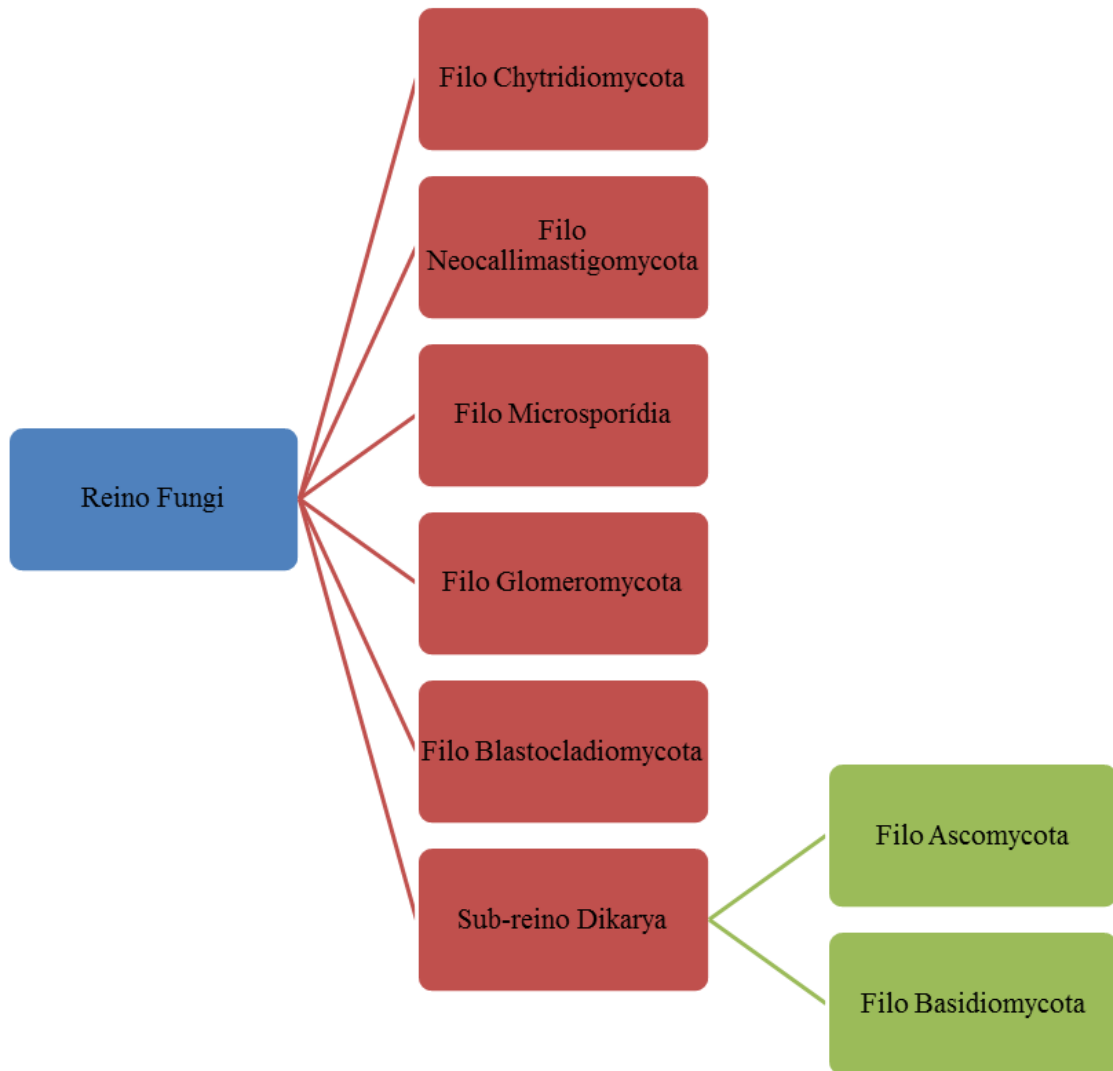 Filo Chytridiomycota
Filo
Neocallimastigomycota
Filo Microsporídia
Reino Fungi
Filo Glomeromycota
Filo Blastocladiomycota
Filo Ascomycota
Sub-reino Dikarya
Filo Basidiomycota